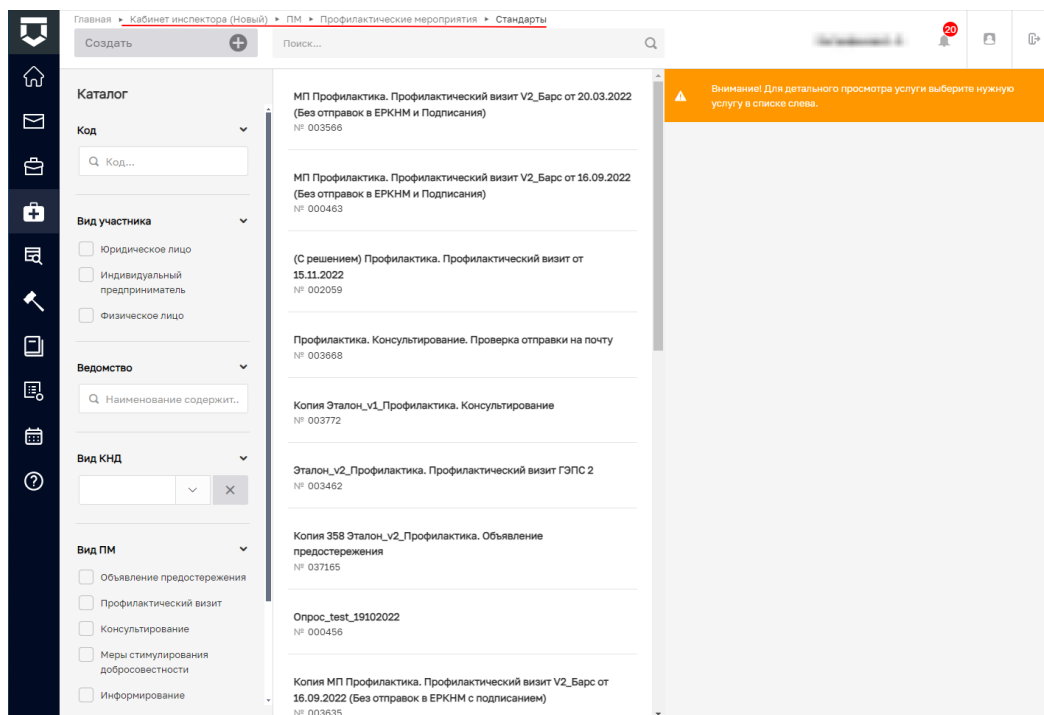 Главная ▸ Кабинет инспектора (Новый) ▸ ПМ ▸ Профилактические мероприятия ▸ Стандарты
Создать
Поиск...
20
Каталог
Код
Код...
Вид участника
Юридическое лицо
Индивидуальный
предприниматель
Физическое лицо
Ведомство
Наименование содержит..
Вид КНД
Вид ПМ
Объявление предостережения
Профилактический визит
Консультирование
Меры стимулирования
добросовестности
Информирование
МП Профилактика. Профилактический визит V2_Барс от 20.03.2022
(Без отправок в ЕРКНМ и Подписания)
№ 003566
МП Профилактика. Профилактический визит V2_Барс от 16.09.2022
(Без отправок в ЕРКНМ и Подписания)
№ 000463
(С решением) Профилактика. Профилактический визит от
15.11.2022
№ 002059
Профилактика. Консультирование. Проверка отправки на почту
№ 003668
Копия Эталон_v1_Профилактика. Консультирование
№ 003772
Эталон_v2_Профилактика. Профилактический визит ГЭПС 2
№ 003462
Копия 358 Эталон_v2_Профилактика. Объявление
предостережения
№ 037165
Опрос_test_19102022
№ 000456
Копия МП Профилактика. Профилактический визит V2_Барс от
16.09.2022 (Без отправок в ЕРКНМ с подписанием)
№ 003635
Внимание! Для детального просмотра услуги выберите нужную
услугу в списке слева.